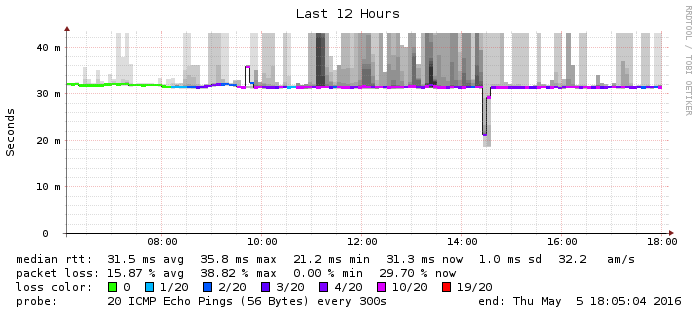 Last 12 Hours
RRDTOOL / TOBI OETIKER
Seconds
40 m
30 m
20 m
10 m
0
08:00 10:00 12:00 14:00 16:00 18:00
median rtt: 31.5 ms avg 35.8 ms max 21.2 ms min 31.3 ms now 1.0 ms sd 32.2 am/s
packet loss: 15.87 % avg 38.82 % max 0.00 % min 29.70 % now
loss color: 0 1/20 2/20 3/20 4/20 10/20 19/20
probe: 20 ICMP Echo Pings (56 Bytes) every 300s end: Thu May 5 18:05:04 2016